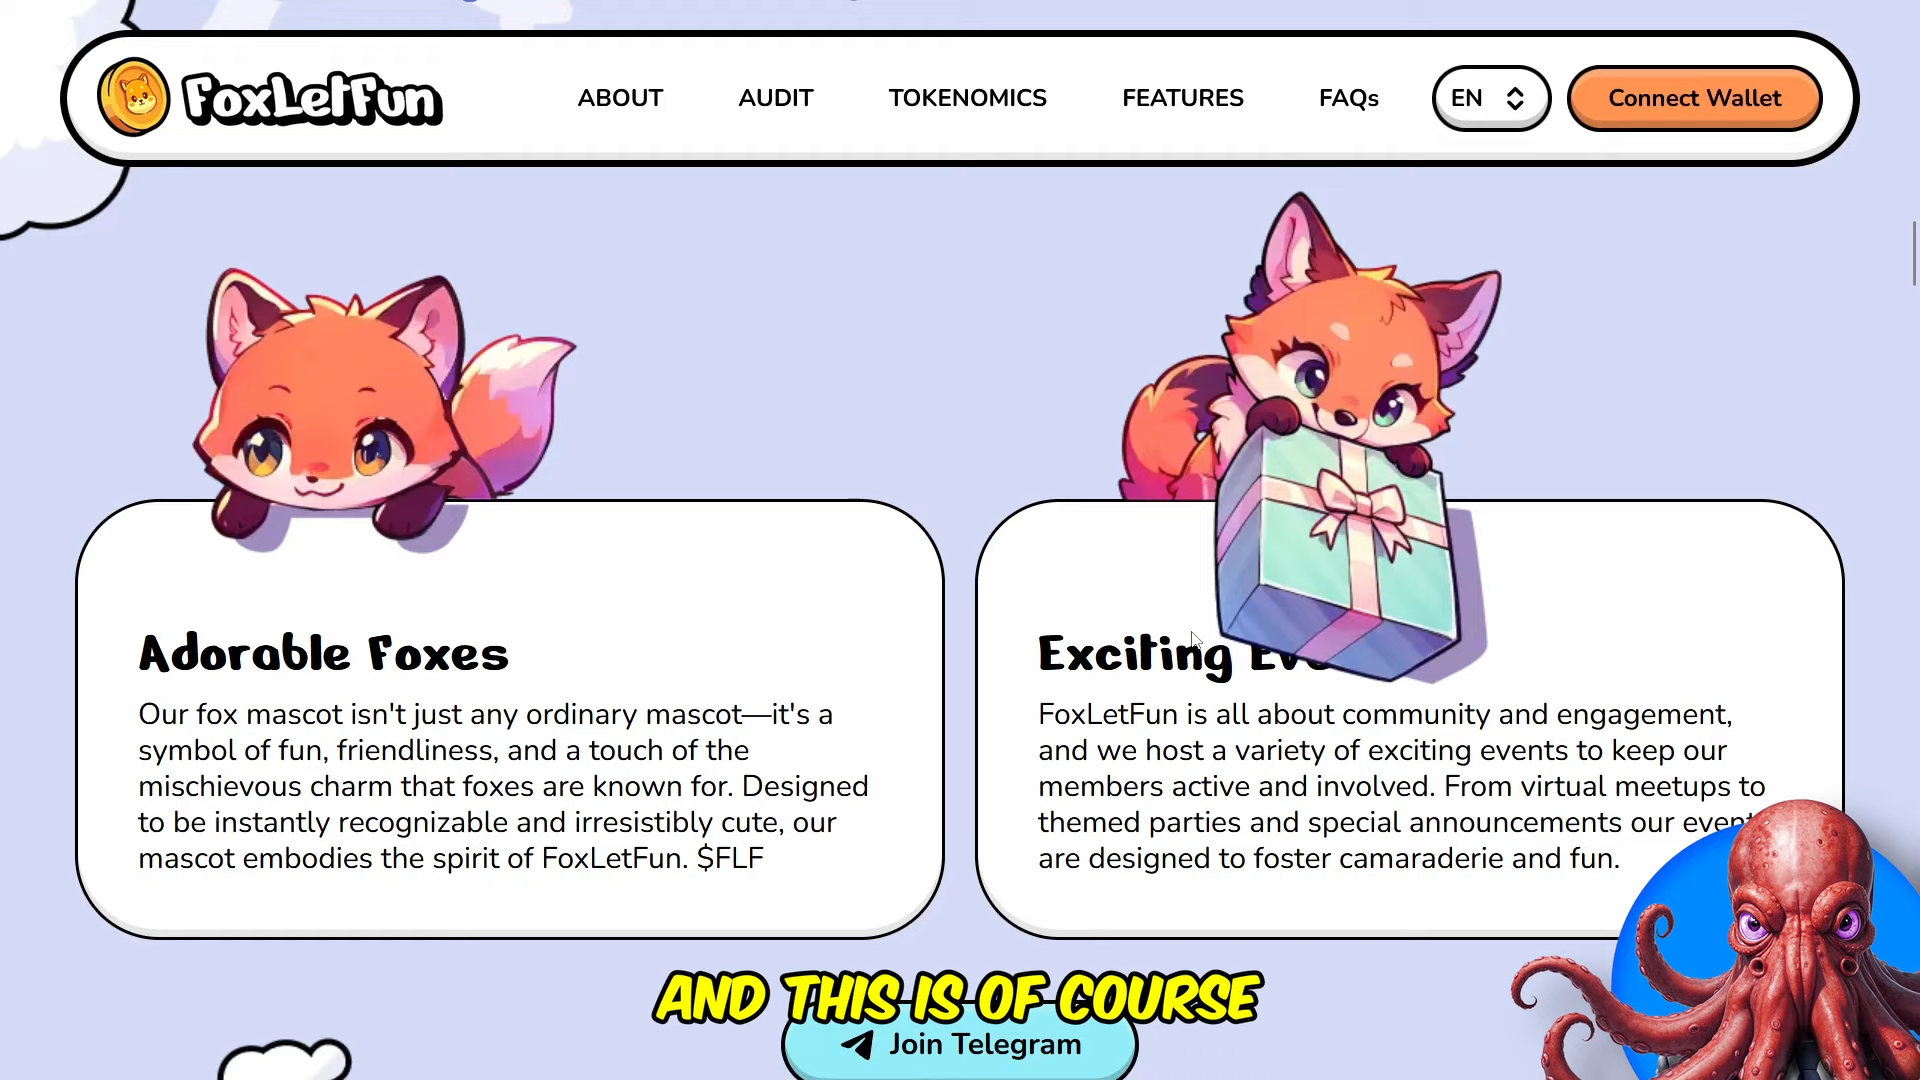 FoxLetFun
ABOUT
AUDIT
TOKENOMICS
FEATURES
FAQs
EN
Connect Wallet
Adorable Foxes
Our fox mascot isn't just any ordinary mascot—it's a
symbol of fun, friendliness, and a touch of the
mischievous charm that foxes are known for. Designed
to be instantly recognizable and irresistibly cute, our
mascot embodies the spirit of FoxLetFun. $FLF
Exciting
FoxLetFun is all about community and engagement,
and we host a variety of exciting events to keep our
members active and involved. From virtual meetups to
themed parties and special announcements our
are designed to foster camaraderie and fun.
AND THIS IS OF COURSE
Join Telegram